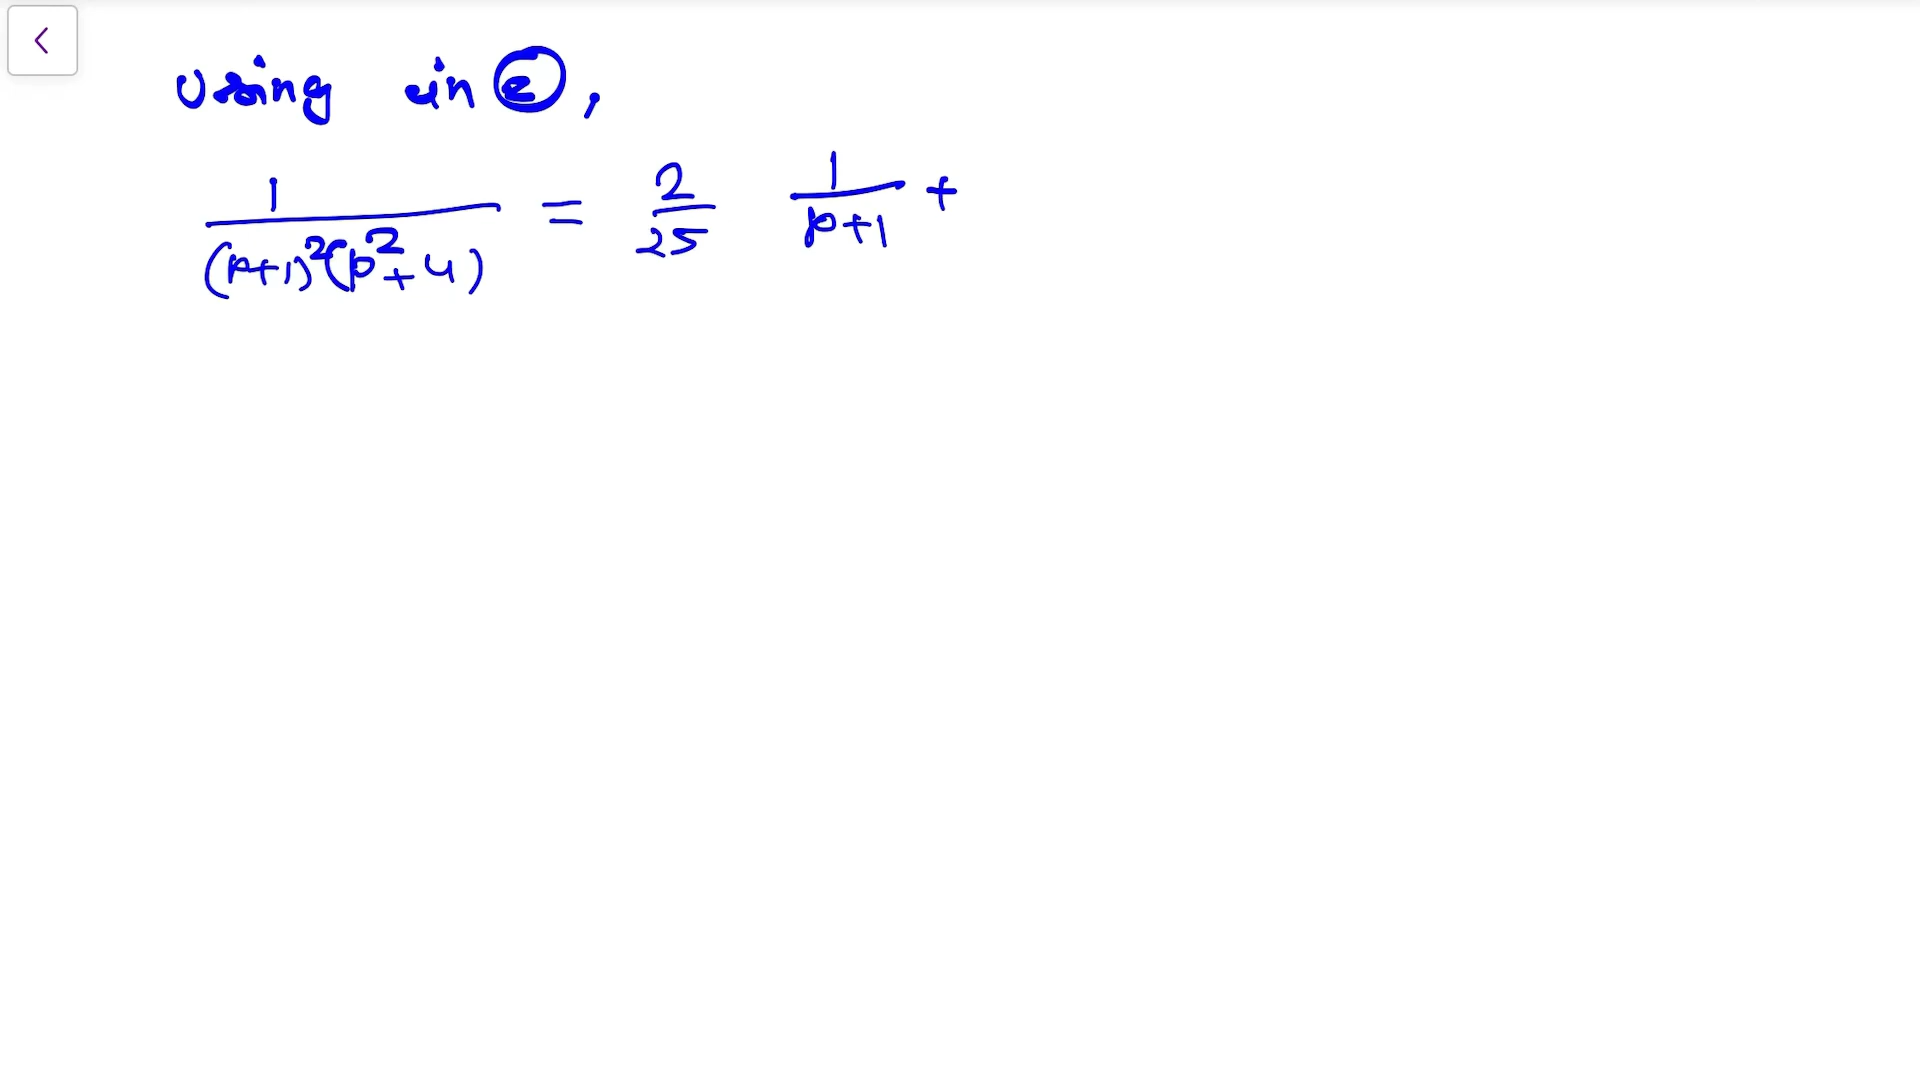 Using in ②,
1/((p+1)²(p²+4)) = 2/25 1/(p+1) +